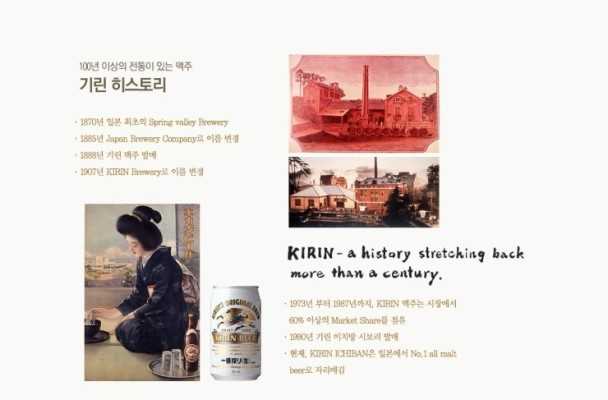 100년 이상의 전통이 있는 맥주
기린 히스토리
· 1870년 일본 최초의 Spring valley Brewery
· 1885년 Japan Brewery Company로 이름 변경
· 1888년 기린 맥주 발매
· 1907년 KIRIN Brewery로 이름 변경
KIRIN - a history stretching back
more than a century.
· 1973년 부터 1987년까지, KIRIN 맥주는 시장에서
60% 이상의 Market Share를 점유
· 1990년 기린 이치방 시보리 발매
· 현재, KIRIN ICHIBAN은 일본에서 No.1 all malt
beer로 자리매김
KIRIN BEER
一番搾り